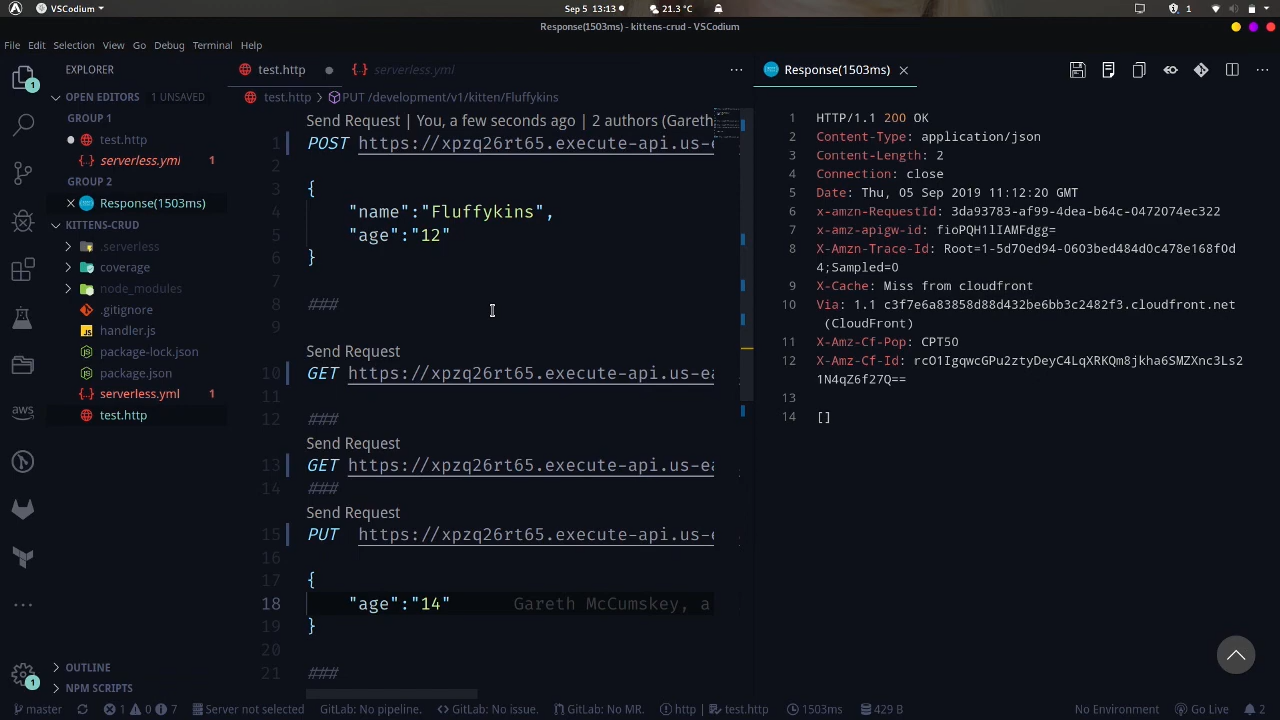 VSCodium
Sep 5 13:13
21.3 °C
1
Response(1503ms) - kittens-crud - VSCodium
File Edit Selection View Go Debug Terminal Help
EXPLORER
OPEN EDITORS 1 UNSAVED
GROUP 1
test.http
serverless.yml 1
GROUP 2
Response(1503ms)
KITTENS-CRUD
.serverless
coverage
node_modules
.gitignore
handler.js
package-lock.json
package.json
serverless.yml 1
test.http
OUTLINE
NPM SCRIPTS
1
aws
1
test.http
serverless.yml
test.http > PUT /development/v1/kitten/Fluffykins
Send Request | You, a few seconds ago | 2 authors (Gareth
1 POST https://xpzq26rt65.execute-api.us-e
2
3 {
4 "name":"Fluffykins",
5 "age":"12"
6 }
7
8 ###
9
Send Request
10 GET https://xpzq26rt65.execute-api.us-ea
11
12 ###
Send Request
13 GET https://xpzq26rt65.execute-api.us-ea
14 ###
Send Request
15 PUT https://xpzq26rt65.execute-api.us-e
16
17 {
18 "age":"14" Gareth McCumskey, a
19 }
20
21 ###
Response(1503ms)
1 HTTP/1.1 200 OK
2 Content-Type: application/json
3 Content-Length: 2
4 Connection: close
5 Date: Thu, 05 Sep 2019 11:12:20 GMT
6 x-amzn-RequestId: 3da93783-af99-4dea-b64c-0472074ec322
7 x-amz-apigw-id: fioPQH1lIAMFdgg=
8 X-Amzn-Trace-Id: Root=1-5d70ed94-0603bed484d0c478e168f0d
4;Sampled=0
9 X-Cache: Miss from cloudfront
10 Via: 1.1 c3f7e6a83858d88d432be6bb3c2482f3.cloudfront.net
(CloudFront)
11 X-Amz-Cf-Pop: CPT50
12 X-Amz-Cf-Id: rcO1IgqwcGPu2ztyDeyC4LqXRKQm8jkha6SMZXnc3Ls2
1N4qZ6f27Q==
13
14 []
master 1 0 7 Server not selected GitLab: No pipeline. GitLab: No issue. GitLab: No MR. http test.http 1503ms 429 B No Environment Go Live 2